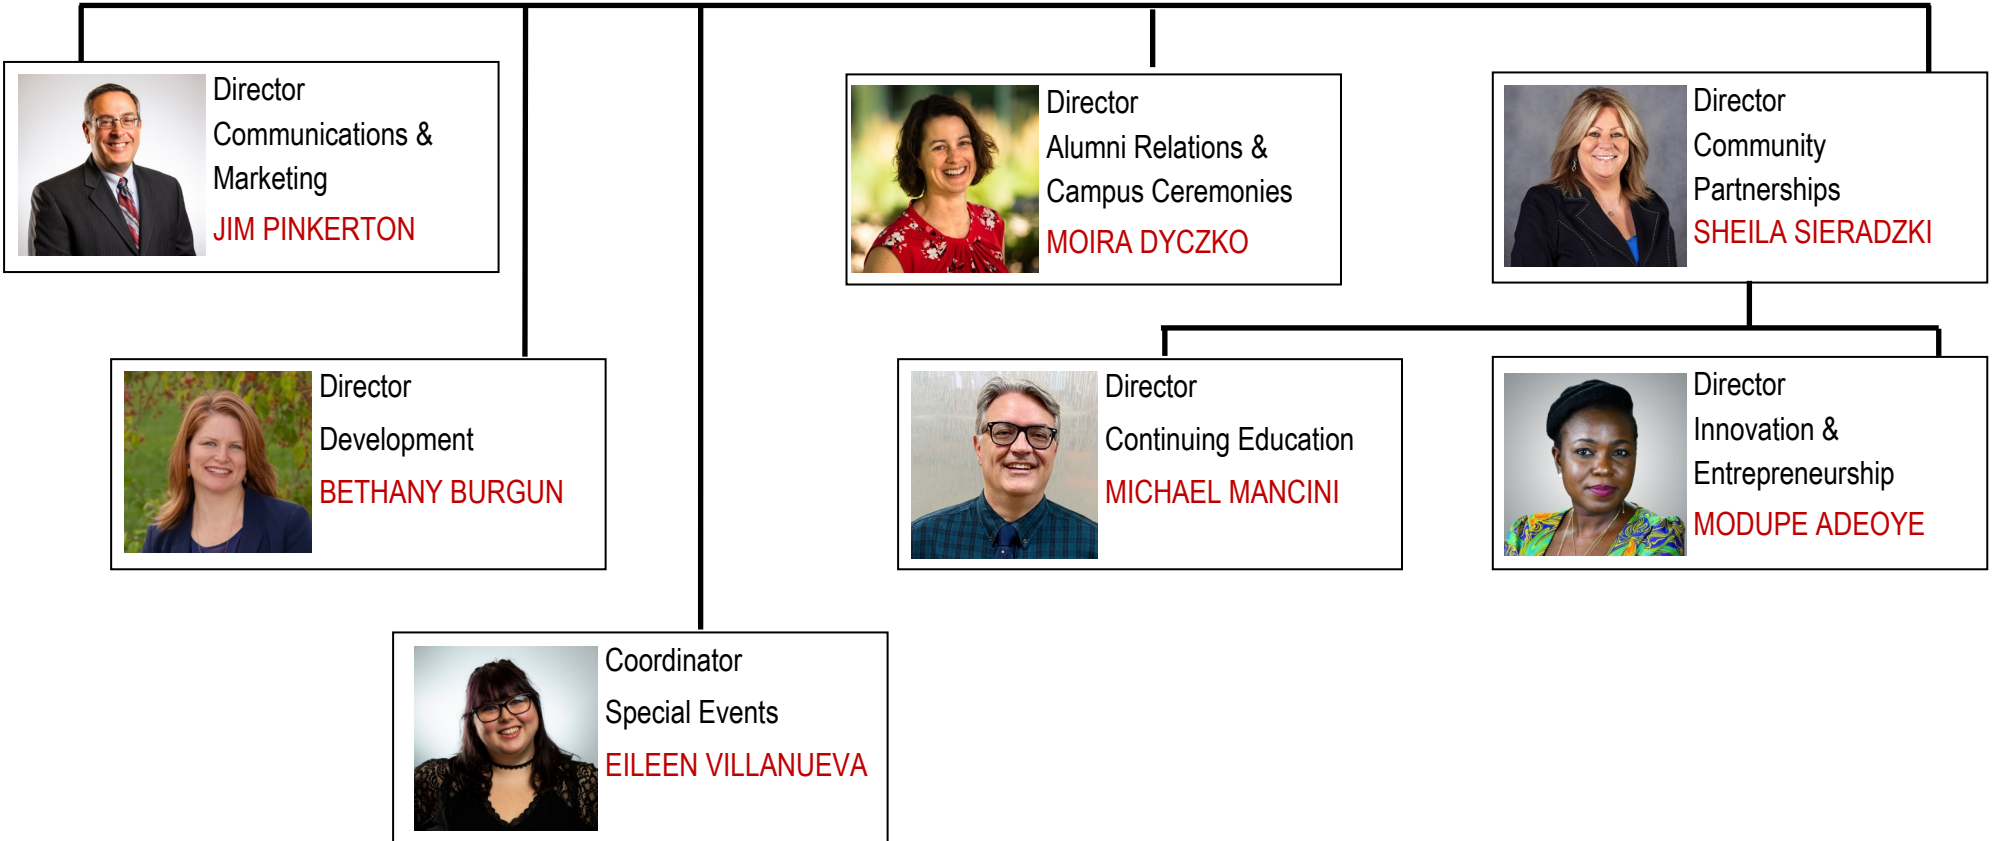 Director
Communications &
Marketing
JIM PINKERTON
Director
Alumni Relations &
Campus Ceremonies
MOIRA DYCZKO
Director
Community
Partnerships
SHEILA SIERADZKI
Director
Development
BETHANY BURGUN
Director
Continuing Education
MICHAEL MANCINI
Director
Innovation &
Entrepreneurship
MODUPE ADEOYE
Coordinator
Special Events
EILEEN VILLANUEVA